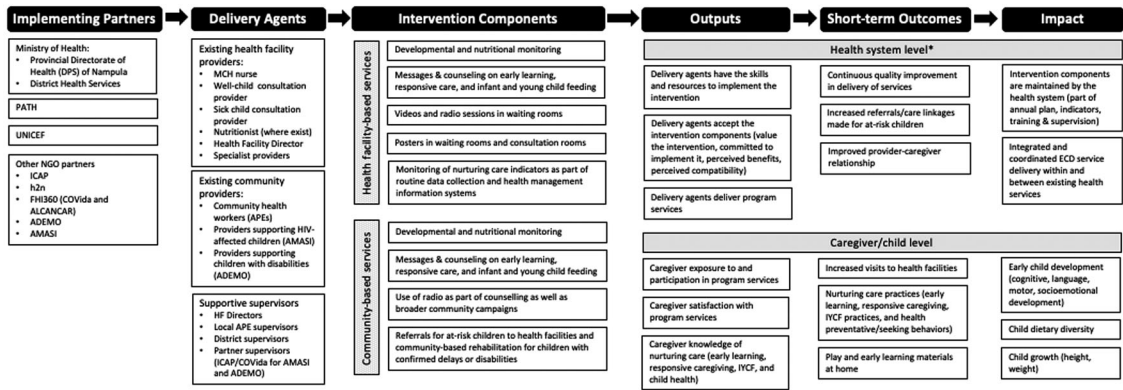 Implementing Partners
Ministry of Health:
• Provincial Directorate of
Health (DPS) of Nampula
• District Health Services
PATH
UNICEF
Other NGO partners
• ICAP
• h2n
• FHI360 (COVida and
ALCANCAR)
• ADEMO
• AMASI
Delivery Agents
Existing health facility
providers:
• MCH nurse
• Well-child consultation
provider
• Sick child consultation
provider
• Nutritionist (where exist)
• Health Facility Director
• Specialist providers
Existing community
providers:
• Community health
workers (APEs)
• Providers supporting HIV-
affected children (AMASI)
• Providers supporting
children with disabilities
(ADEMO)
Supportive supervisors
• HF Directors
• Local APE supervisors
• District supervisors
• Partner supervisors
(ICAP/COVida for AMASI
and ADEMO)
Intervention Components
Health facility-based services
Developmental and nutritional monitoring
Messages & counseling on early learning,
responsive care, and infant and young child feeding
Videos and radio sessions in waiting rooms
Posters in waiting rooms and consultation rooms
Monitoring of nurturing care indicators as part of
routine data collection and health management
information systems
Community-based services
Developmental and nutritional monitoring
Messages & counseling on early learning,
responsive care, and infant and young child feeding
Use of radio as part of counselling as well as
broader community campaigns
Referrals for at-risk children to health facilities and
community-based rehabilitation for children with
confirmed delays or disabilities
Outputs
Short-term Outcomes
Impact
Health system level*
Delivery agents have the skills
and resources to implement
the intervention
Delivery agents accept the
intervention components (value
the intervention, committed to
implement it, perceived benefits,
perceived compatibility)
Delivery agents deliver program
services
Continuous quality improvement
in delivery of services
Increased referrals/care linkages
made for at-risk children
Improved provider-caregiver
relationship
Intervention components
are maintained by the
health system (part of
annual plan, indicators,
training & supervision)
Integrated and
coordinated ECD service
delivery within and
between existing health
services
Caregiver/child level
Caregiver exposure to and
participation in program services
Caregiver satisfaction with
program services
Caregiver knowledge of
nurturing care (early learning,
responsive caregiving, IYCF, and
child health)
Increased visits to health facilities
Nurturing care practices (early
learning, responsive caregiving,
IYCF practices, and health
preventative/seeking behaviors)
Play and early learning materials
at home
Early child development
(cognitive, language,
motor, socioemotional
development)
Child dietary diversity
Child growth (height,
weight)